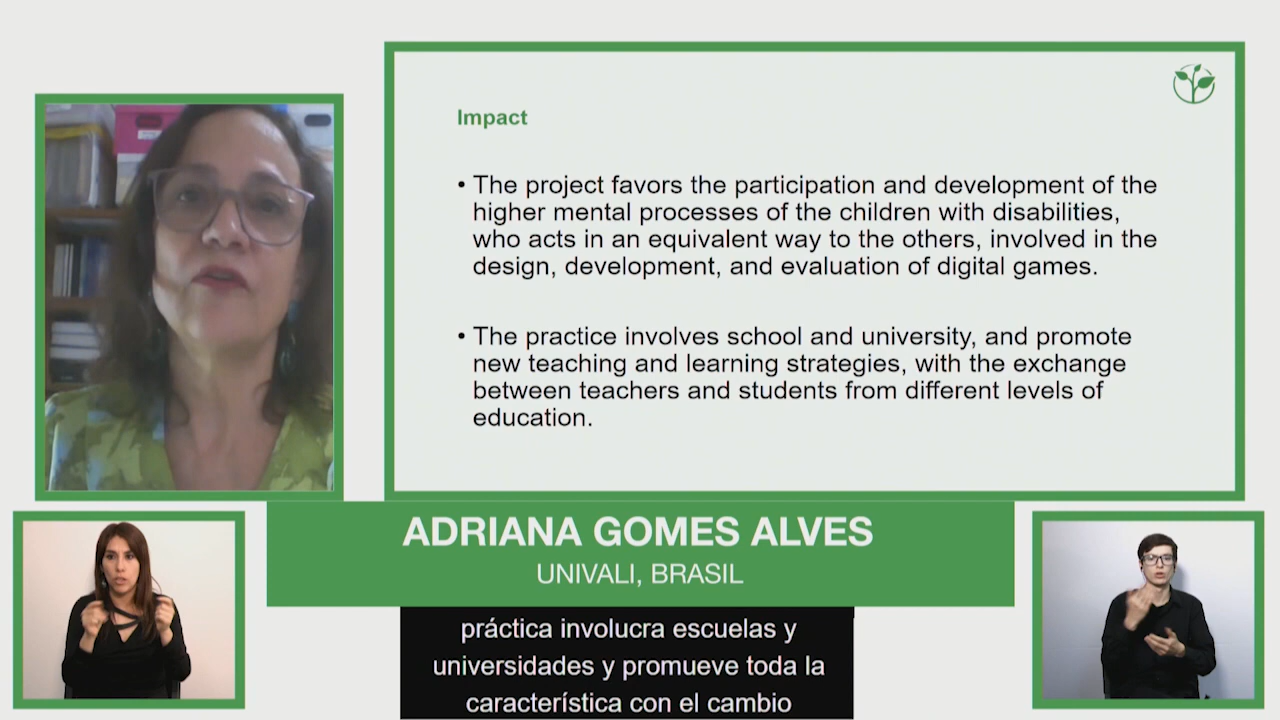 Impact
• The project favors the participation and development of the
higher mental processes of the children with disabilities,
who acts in an equivalent way to the others, involved in the
design, development, and evaluation of digital games.
• The practice involves school and university, and promote
new teaching and learning strategies, with the exchange
between teachers and students from different levels of
education.
ADRIANA GOMES ALVES
UNIVALI, BRASIL
práctica involucra escuelas y
universidades y promueve toda la
característica con el cambio